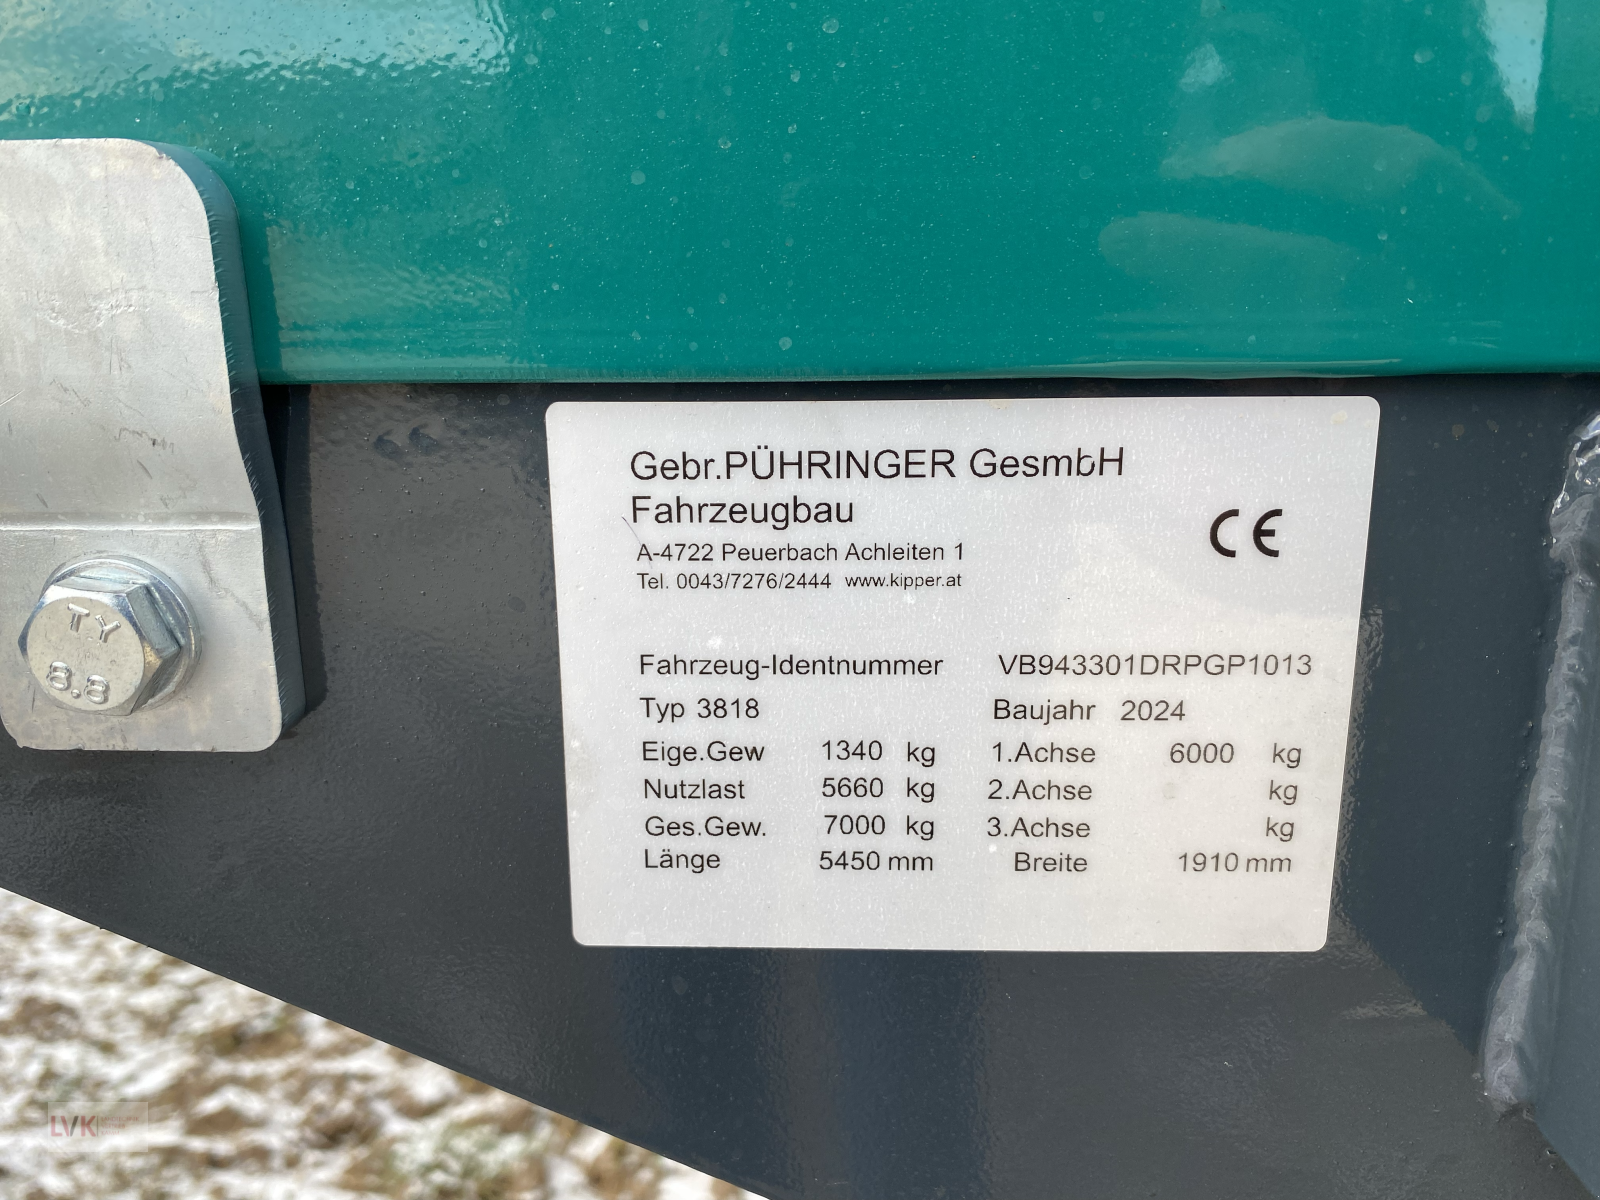 Gebr.PÜHRINGER GesmbH
Fahrzeugbau
A-4722 Peuerbach Achleiten 1
Tel. 0043/7276/2444 www.kipper.at
CE
Fahrzeug-Identnummer VB943301DRPGP1013
Typ 3818 Baujahr 2024
Eige.Gew 1340 kg 1.Achse 6000 kg
Nutzlast 5660 kg 2.Achse kg
Ges.Gew. 7000 kg 3.Achse kg
Länge 5450 mm Breite 1910 mm
TY
8.8
LVK